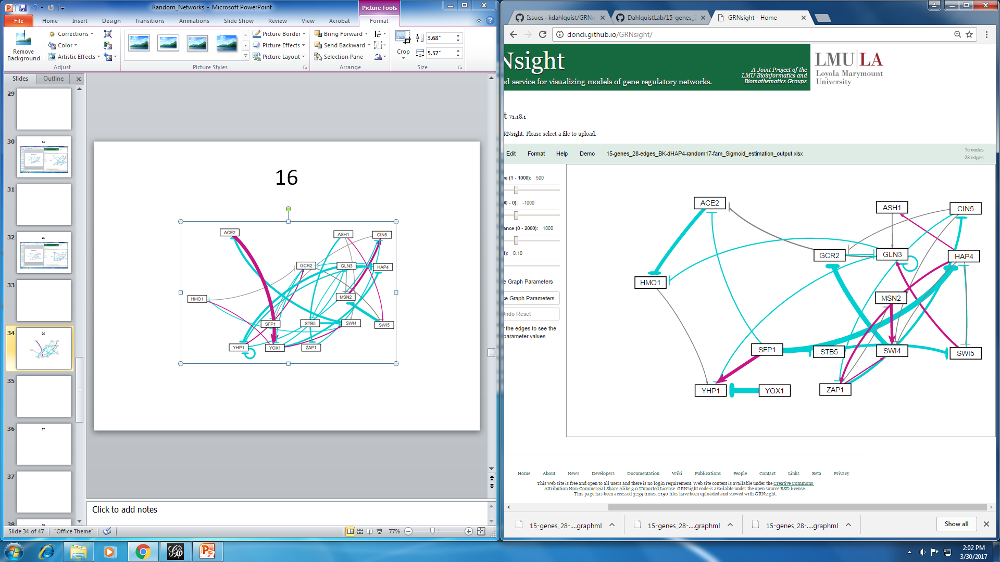 Random_Networks - Microsoft PowerPoint
Picture Tools
File Home Insert Design Transitions Animations Slide Show Review View Acrobat Format
Remove Background
Corrections
Color
Artistic Effects
Adjust
Picture Styles
Picture Border
Picture Effects
Picture Layout
Bring Forward
Send Backward
Selection Pane
Arrange
Crop
3.68"
5.57"
Size
Slides Outline
29
30
14
31
32
15
33
34
16
35
36
17
37
38
16
ACE2
ASH1
CIN5
GCR2
GLN3
HAP4
MSN2
HMO1
SFP1
STB5
SWI4
SWI5
YHP1
YOX1
ZAP1
Click to add notes
Slide 34 of 47 "Office Theme" 77%
Issues · kdahlquist/GRN
DahlquistLab/15-genes_
GRNsight - Home
dondi.github.io/GRNsight/
Nsight
A Joint Project of the
LMU Bioinformatics and
Biomathematics Groups
d service for visualizing models of gene regulatory networks.
LMU|LA
Loyola Marymount
University
t v1.18.1
RNsight. Please select a file to upload.
Edit Format Help Demo 15-genes_28-edges_BK-dHAP4-random17-fam_Sigmoid_estimation_output.xlsx
15 nodes
28 edges
e (1 - 1000): 500
00 - 0): -1000
ance (0 - 2000): 1000
l): 0.10
e Graph Parameters
ce Graph Parameters
Undo Reset
r the edges to see the
parameter values.
ACE2
ASH1
CIN5
GCR2
GLN3
HAP4
HMO1
MSN2
SFP1
STB5
SWI4
SWI5
YHP1
YOX1
ZAP1
Home About News Developers Documentation Wiki Publications People Contact Links Beta Privacy
This web site is free and open to all users and there is no login requirement. Web site content is available under the Creative Commons
Attribution Non-Commercial Share Alike 3.0 Unported License. GRNsight code is available under the open source BSD license.
This page has been accessed 3239 times. 2190 files have been uploaded and viewed with GRNsight.
15-genes_28-....graphml
15-genes_28-....graphml
15-genes_28-....graphml
Show all
2:02 PM
3/30/2017